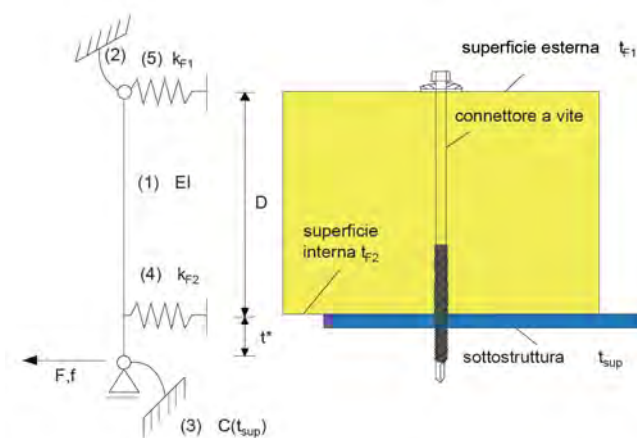 (2)
(5) k_F1
(1) EI
(4) k_F2
D
t*
F,f
(3) C(t_sup)
superficie esterna t_F1
connettore a vite
superficie
interna t_F2
sottostruttura t_sup